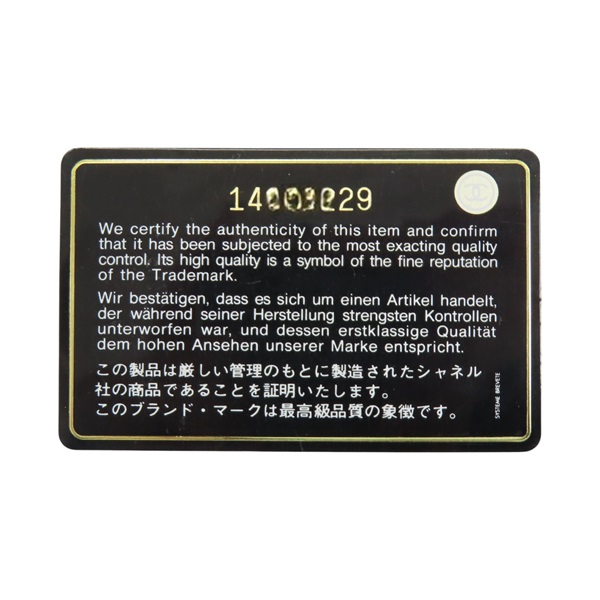 We certify the authenticity of this item and confirm
that it has been subjected to the most exacting quality
control. Its high quality is a symbol of the fine reputation
of the Trademark.
Wir bestätigen, dass es sich um einen Artikel handelt,
der während seiner Herstellung strengsten Kontrollen
unterworfen war, und dessen erstklassige Qualität
dem hohen Ansehen unserer Marke entspricht.
この製品は厳しい管理のもとに製造されたシャネル
社の商品であることを証明いたします。
このブランド・マークは最高級品質の象徴です。
SYSTEME BREVETE